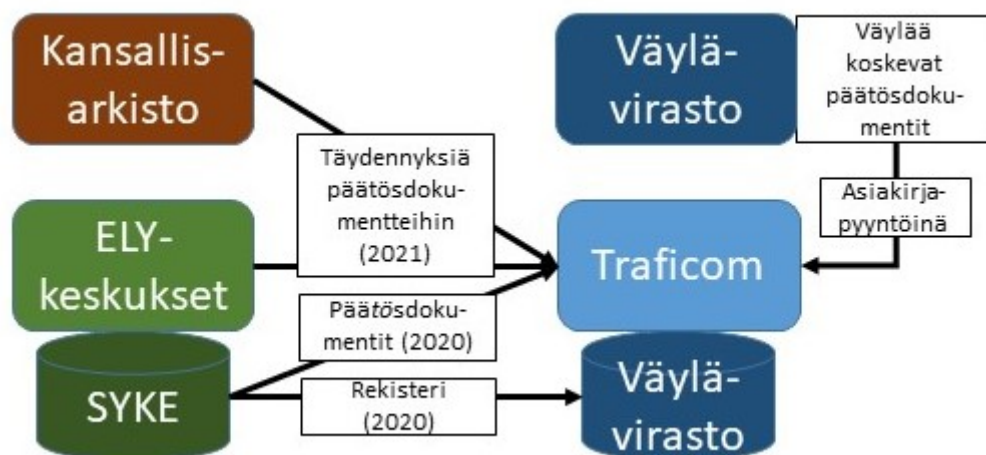 Kansallis-
arkisto
Väylä-
virasto
Väylää
koskevat
päätösdoku-
mentit
Täydennyksiä
päätösdoku-
mentteihin
(2021)
Asiakirja-
pyyntöinä
ELY-
keskukset
Traficom
Päätösdoku-
mentit (2020)
SYKE
Rekisteri
(2020)
Väylä-
virasto